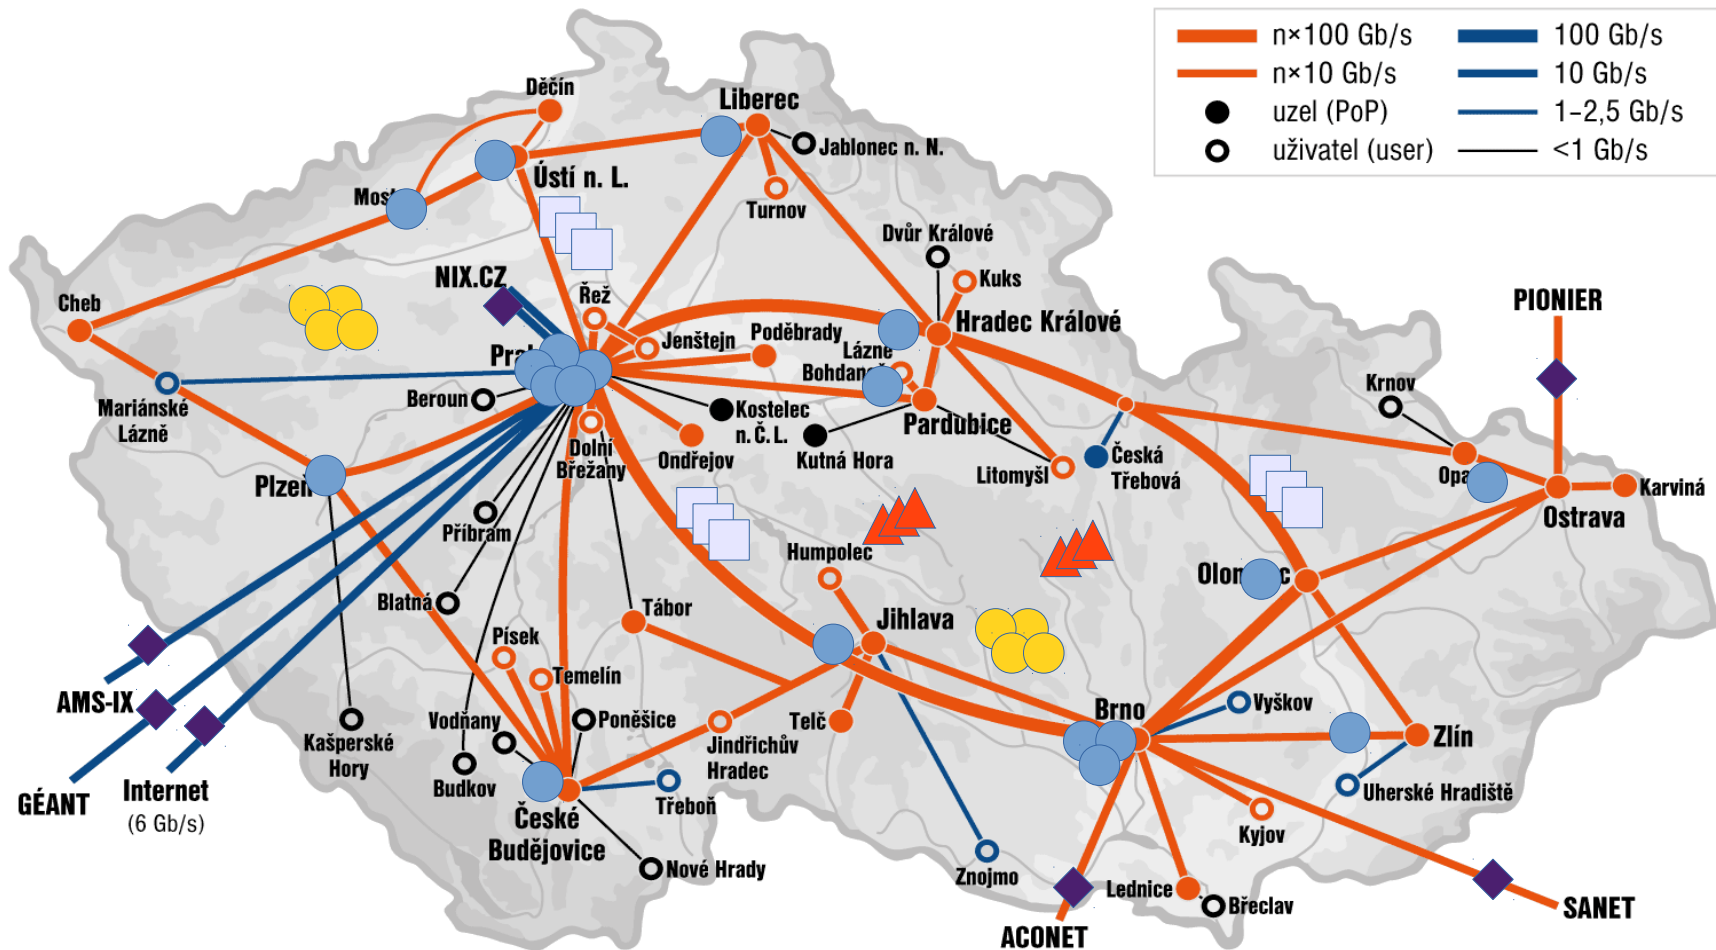 n×100 Gb/s
100 Gb/s
n×10 Gb/s
10 Gb/s
uzel (PoP)
1–2,5 Gb/s
uživatel (user)
<1 Gb/s
Děčín
Liberec
Jablonec n. N.
Ústí n. L.
Turnov
Dvůr Králové
NIX.CZ
Kuks
Řež
Cheb
PIONIER
Hradec Králové
Poděbrady
Jenštejn
Lázně
Krnov
Beroun
Mariánské
Lázně
Kostelec
n. Č. L.
Pardubice
Dolní
Břežany
Ondřejov
Kutná Hora
Litomyšl
Česká
Třebová
Karviná
Ostrava
Příbram
Humpolec
Blatná
Tábor
Jihlava
Písek
Temelín
AMS-IX
Vyškov
Brno
Vodňany
Poněšice
Telč
Zlín
Kašperské
Hory
Jindřichův
Hradec
Budkov
GÉANT
Internet
(6 Gb/s)
Třeboň
Uherské Hradiště
České
Budějovice
Kyjov
Nové Hrady
Znojmo
Lednice
Břeclav
SANET
ACONET